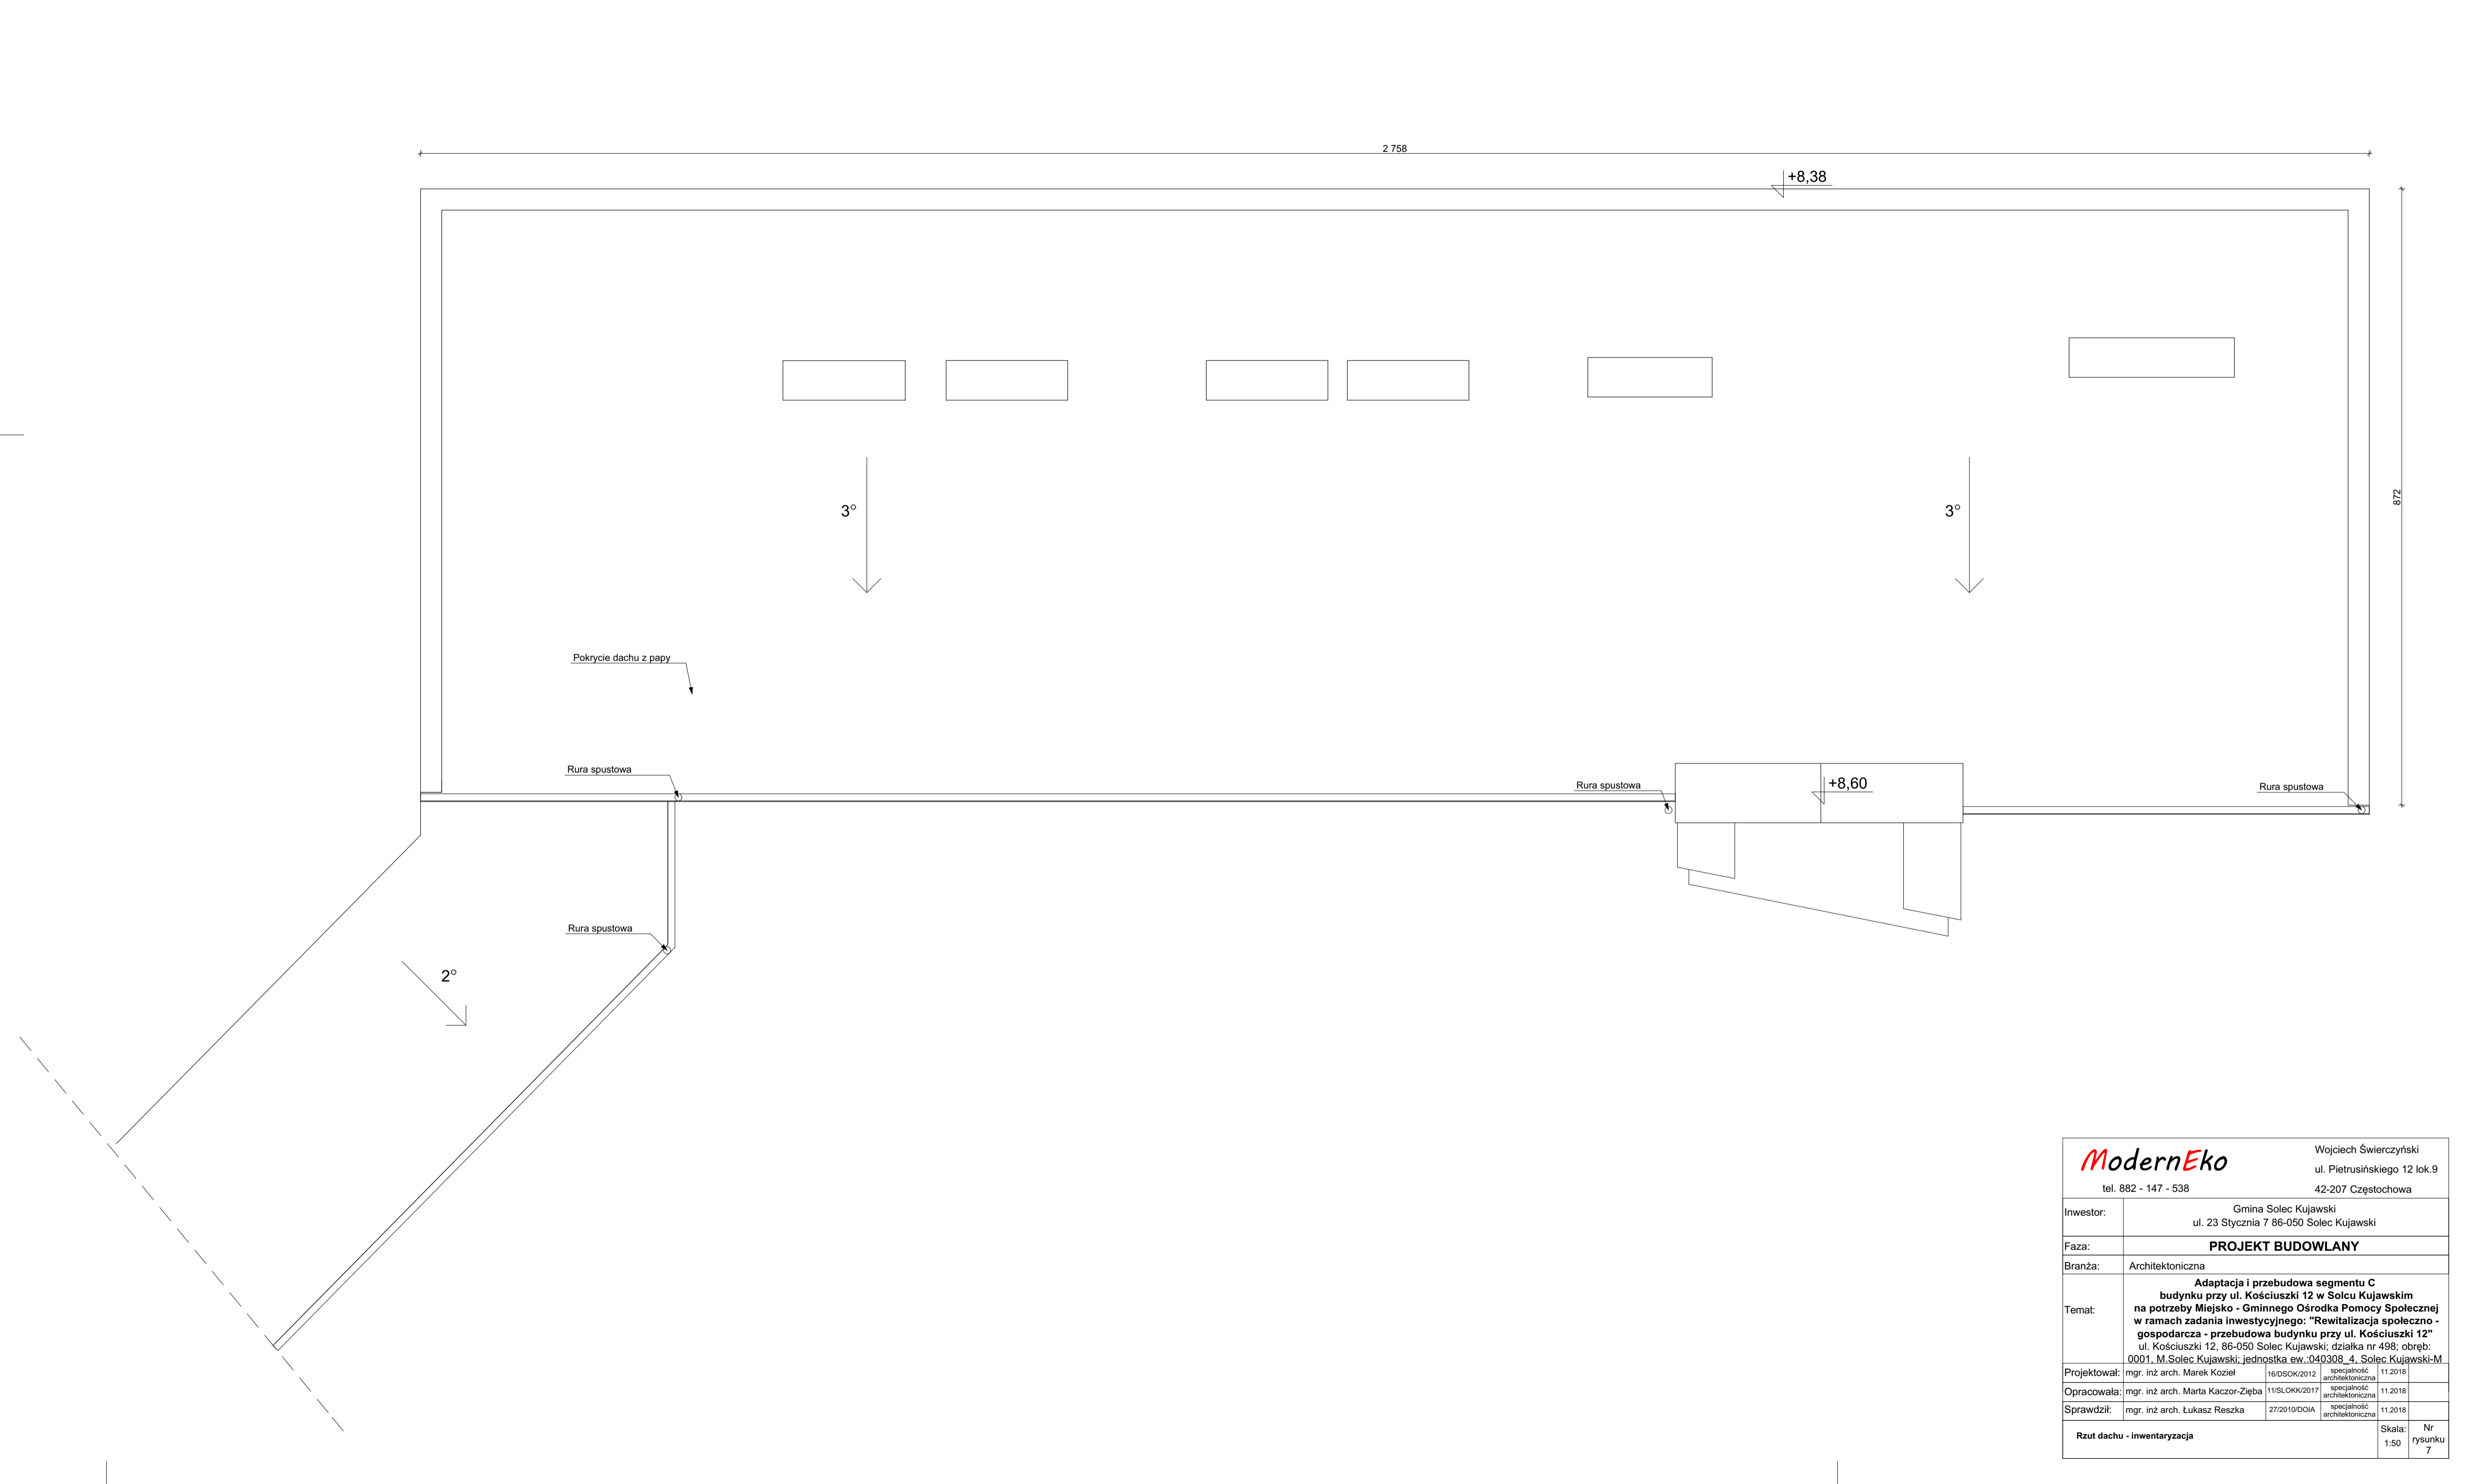 2 758
+8,38
872
3°
3°
Pokrycie dachu z papy
Rura spustowa
Rura spustowa
+8,60
Rura spustowa
Rura spustowa
2°
ModernEko
tel. 882 - 147 - 538
Wojciech Świerczyński
ul. Pietrusińskiego 12 lok.9
42-207 Częstochowa
Inwestor:
Gmina Solec Kujawski
ul. 23 Stycznia 7 86-050 Solec Kujawski
Faza:
PROJEKT BUDOWLANY
Branża:
Architektoniczna
Temat:
Adaptacja i przebudowa segmentu C
budynku przy ul. Kościuszki 12 w Solcu Kujawskim
na potrzeby Miejsko - Gminnego Ośrodka Pomocy Społecznej
w ramach zadania inwestycyjnego: "Rewitalizacja społeczno -
gospodarcza - przebudowa budynku przy ul. Kościuszki 12"
ul. Kościuszki 12, 86-050 Solec Kujawski; działka nr 498; obręb:
0001, M.Solec Kujawski; jednostka ew.:040308_4, Solec Kujawski-M
Projektował: mgr. inż arch. Marek Kozieł 16/DSOK/2012 specjalność architektoniczna 11.2018
Opracowała: mgr. inż arch. Marta Kaczor-Zięba 11/SLOKK/2017 specjalność architektoniczna 11.2018
Sprawdził: mgr. inż arch. Łukasz Reszka 27/2010/DOIA specjalność architektoniczna 11.2018
Rzut dachu - inwentaryzacja
Skala:
1:50
Nr
rysunku
7